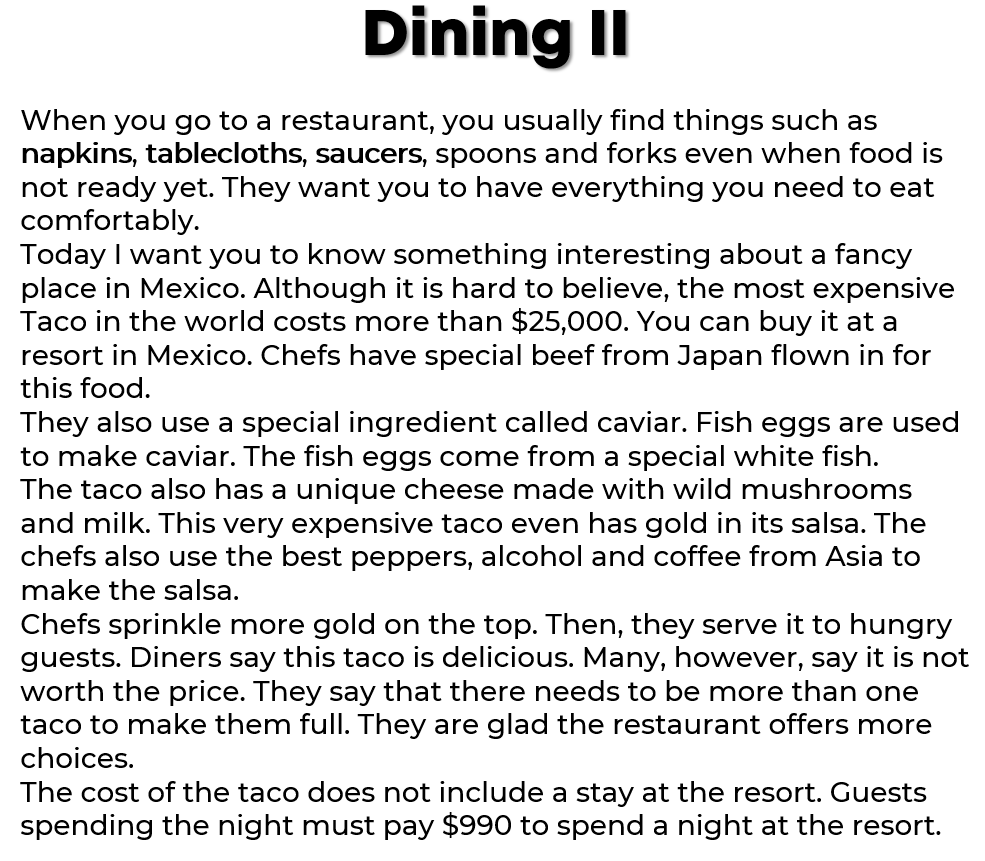 Dining II
When you go to a restaurant, you usually find things such as
napkins, tablecloths, saucers, spoons and forks even when food is
not ready yet. They want you to have everything you need to eat
comfortably.
Today I want you to know something interesting about a fancy
place in Mexico. Although it is hard to believe, the most expensive
Taco in the world costs more than $25,000. You can buy it at a
resort in Mexico. Chefs have special beef from Japan flown in for
this food.
They also use a special ingredient called caviar. Fish eggs are used
to make caviar. The fish eggs come from a special white fish.
The taco also has a unique cheese made with wild mushrooms
and milk. This very expensive taco even has gold in its salsa. The
chefs also use the best peppers, alcohol and coffee from Asia to
make the salsa.
Chefs sprinkle more gold on the top. Then, they serve it to hungry
guests. Diners say this taco is delicious. Many, however, say it is not
worth the price. They say that there needs to be more than one
taco to make them full. They are glad the restaurant offers more
choices.
The cost of the taco does not include a stay at the resort. Guests
spending the night must pay $990 to spend a night at the resort.